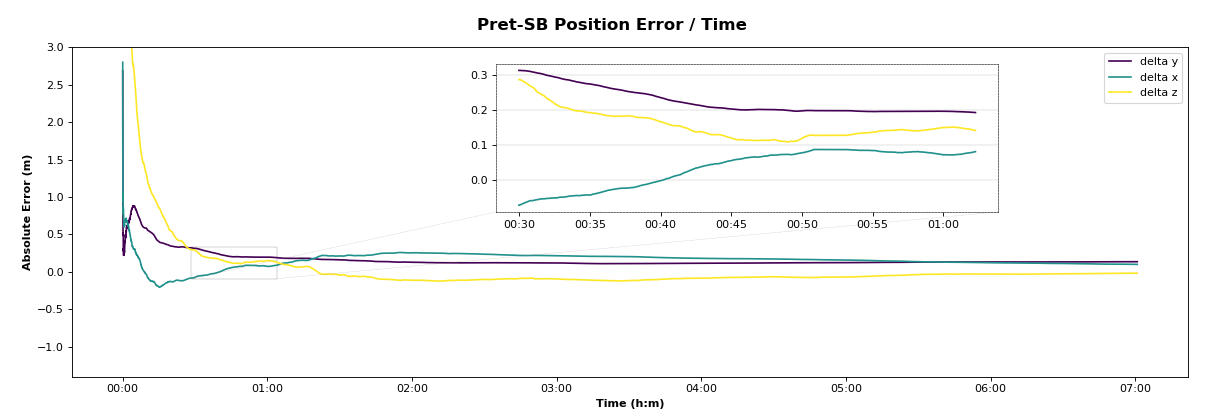 Pret-SB Position Error / Time
3.0
2.5
2.0
1.5
1.0
0.5
0.0
−0.5
−1.0
Absolute Error (m)
0.3
0.2
0.1
0.0
00:30 00:35 00:40 00:45 00:50 00:55 01:00
delta y
delta x
delta z
00:00 01:00 02:00 03:00 04:00 05:00 06:00 07:00
Time (h:m)